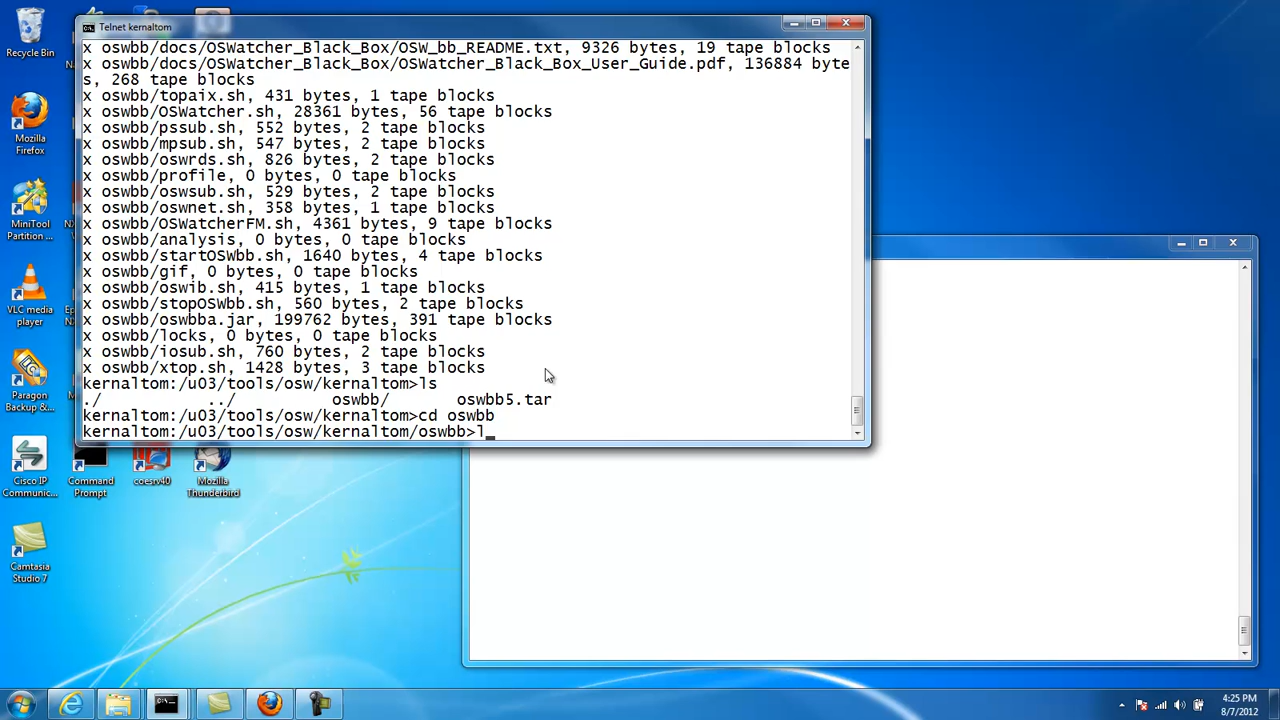 Telnet kernaltom
x oswbb/docs/OSWatcher_Black_Box/OSW_bb_README.txt, 9326 bytes, 19 tape blocks
x oswbb/docs/OSWatcher_Black_Box/OSWatcher_Black_Box_User_Guide.pdf, 136884 byte
s, 268 tape blocks
x oswbb/topaix.sh, 431 bytes, 1 tape blocks
x oswbb/OSWatcher.sh, 28361 bytes, 56 tape blocks
x oswbb/pssub.sh, 552 bytes, 2 tape blocks
x oswbb/mpsub.sh, 547 bytes, 2 tape blocks
x oswbb/oswrds.sh, 826 bytes, 2 tape blocks
x oswbb/profile, 0 bytes, 0 tape blocks
x oswbb/oswsub.sh, 529 bytes, 2 tape blocks
x oswbb/oswnet.sh, 358 bytes, 1 tape blocks
x oswbb/OSWatcherFM.sh, 4361 bytes, 9 tape blocks
x oswbb/analysis, 0 bytes, 0 tape blocks
x oswbb/startOSWbb.sh, 1640 bytes, 4 tape blocks
x oswbb/gif, 0 bytes, 0 tape blocks
x oswbb/oswib.sh, 415 bytes, 1 tape blocks
x oswbb/stopOSWbb.sh, 560 bytes, 2 tape blocks
x oswbb/oswbba.jar, 199762 bytes, 391 tape blocks
x oswbb/locks, 0 bytes, 0 tape blocks
x oswbb/iosub.sh, 760 bytes, 2 tape blocks
x oswbb/xtop.sh, 1428 bytes, 3 tape blocks
kernaltom:/u03/tools/osw/kernaltom>ls
./ ../ oswbb/ oswbb5.tar
kernaltom:/u03/tools/osw/kernaltom>cd oswbb
kernaltom:/u03/tools/osw/kernaltom/oswbb>l
Recycle Bin
Mozilla
Firefox
MiniTool
Partition ...
VLC media
player
Paragon
Backup &...
Cisco IP
Communic...
Command
Prompt
coesrv40
Mozilla
Thunderbird
Camtasia
Studio 7
4:25 PM
8/7/2012